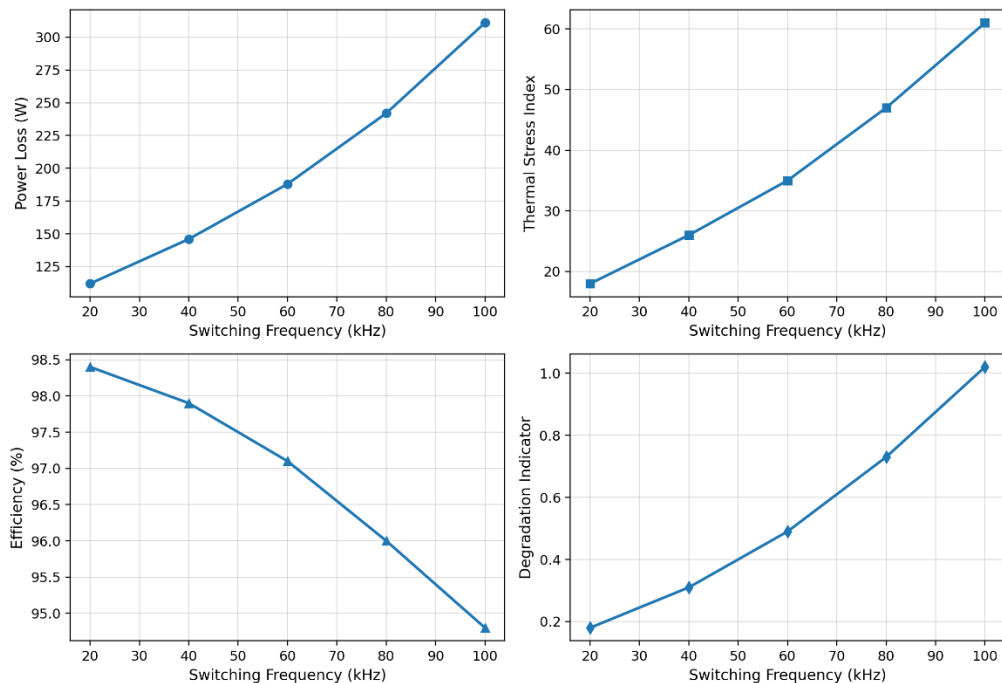 Power Loss (W)
300
275
250
225
200
175
150
125
20 30 40 50 60 70 80 90 100
Switching Frequency (kHz)
Thermal Stress Index
60
50
40
30
20
20 30 40 50 60 70 80 90 100
Switching Frequency (kHz)
Efficiency (%)
98.5
98.0
97.5
97.0
96.5
96.0
95.5
95.0
20 30 40 50 60 70 80 90 100
Switching Frequency (kHz)
Degradation Indicator
1.0
0.8
0.6
0.4
0.2
20 30 40 50 60 70 80 90 100
Switching Frequency (kHz)